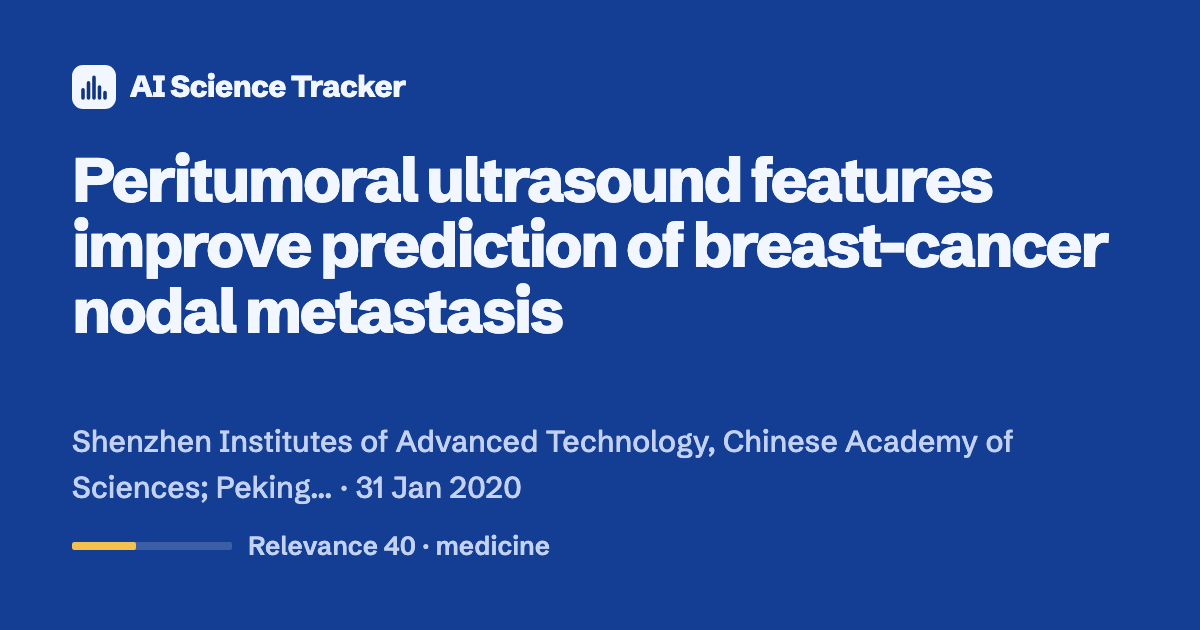 AI Science Tracker
Peritumoral ultrasound features
improve prediction of breast-cancer
nodal metastasis
Shenzhen Institutes of Advanced Technology, Chinese Academy of
Sciences; Peking... · 31 Jan 2020
Relevance 40 · medicine